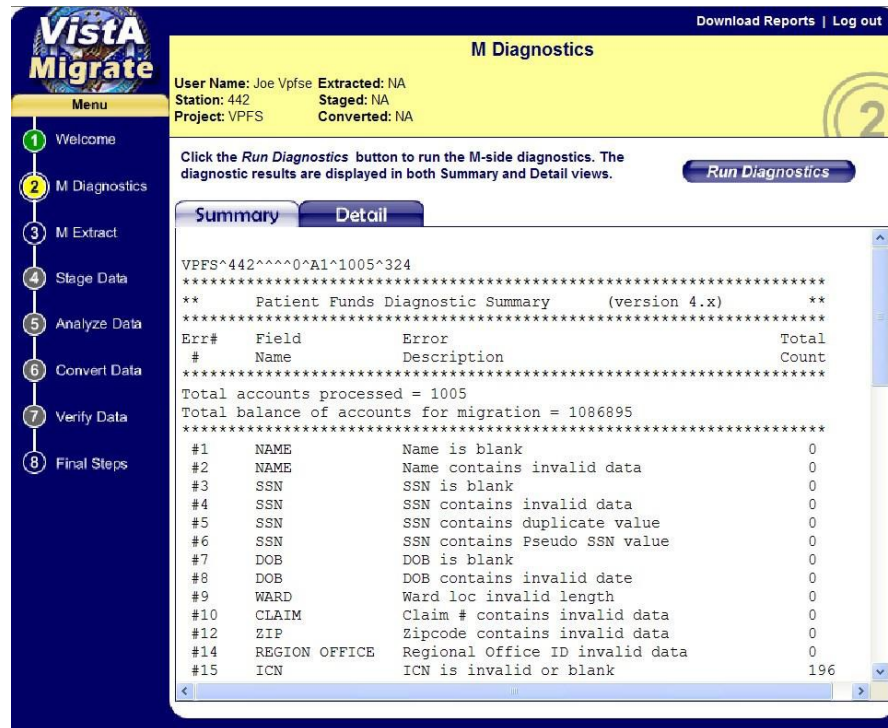 VistA
Migrate
Download Reports | Log out
M Diagnostics
User Name: Joe Vpfse Extracted: NA
Station: 442 Staged: NA
Project: VPFS Converted: NA
2
Menu
1 Welcome
2 M Diagnostics
3 M Extract
4 Stage Data
5 Analyze Data
6 Convert Data
7 Verify Data
8 Final Steps
Click the Run Diagnostics button to run the M-side diagnostics. The
diagnostic results are displayed in both Summary and Detail views.
Run Diagnostics
Summary Detail
VPFS^442^^^^0^A1^1005^324
**********************************************************************
** Patient Funds Diagnostic Summary (version 4.x) **
**********************************************************************
Err# Field Error Total
# Name Description Count
**********************************************************************
Total accounts processed = 1005
Total balance of accounts for migration = 1086895
**********************************************************************
#1 NAME Name is blank 0
#2 NAME Name contains invalid data 0
#3 SSN SSN is blank 0
#4 SSN SSN contains invalid data 0
#5 SSN SSN contains duplicate value 0
#6 SSN SSN contains Pseudo SSN value 0
#7 DOB DOB is blank 0
#8 DOB DOB contains invalid date 0
#9 WARD Ward loc invalid length 0
#10 CLAIM Claim # contains invalid data 0
#12 ZIP Zipcode contains invalid data 0
#14 REGION OFFICE Regional Office ID invalid data 0
#15 ICN ICN is invalid or blank 196